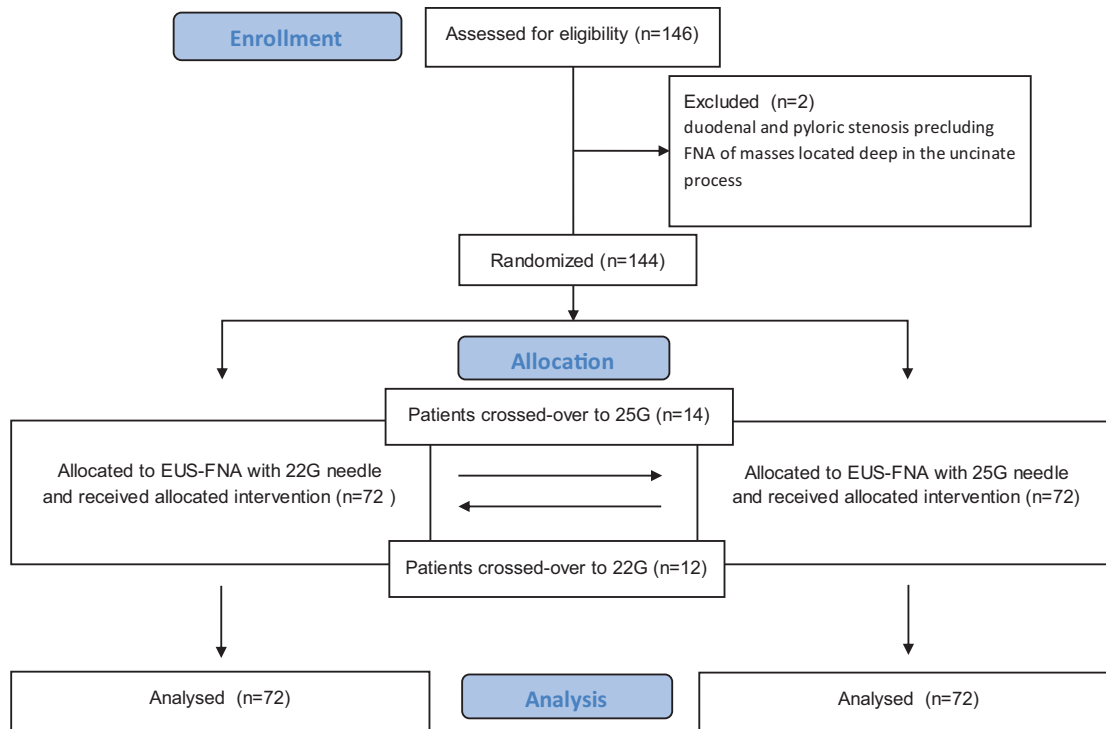 Enrollment
Assessed for eligibility (n=146)
Excluded (n=2)
duodenal and pyloric stenosis precluding
FNA of masses located deep in the uncinate
process
Randomized (n=144)
Allocation
Patients crossed-over to 25G (n=14)
Allocated to EUS-FNA with 22G needle
and received allocated intervention (n=72 )
Allocated to EUS-FNA with 25G needle
and received allocated intervention (n=72)
Patients crossed-over to 22G (n=12)
Analysed (n=72)
Analysis
Analysed (n=72)